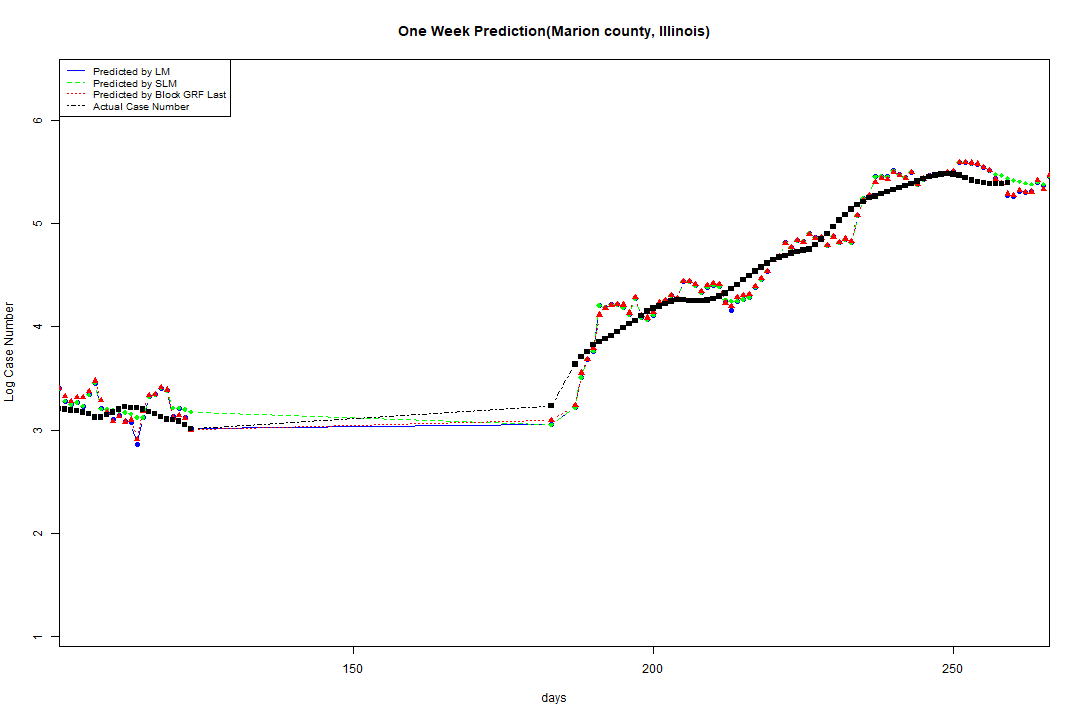 One Week Prediction(Marion county, Illinois)
Predicted by LM
Predicted by SLM
Predicted by Block GRF Last
Actual Case Number
6
5
4
3
2
1
Log Case Number
150 200 250
days